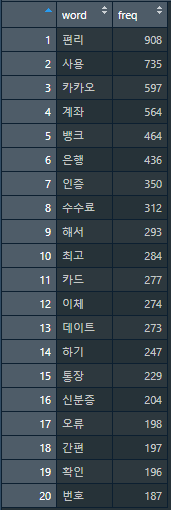 word freq
1 편리 908
2 사용 735
3 카카오 597
4 계좌 564
5 뱅크 464
6 은행 436
7 인증 350
8 수수료 312
9 해서 293
10 최고 284
11 카드 277
12 이체 274
13 데이트 273
14 하기 247
15 통장 229
16 신분증 204
17 오류 198
18 간편 197
19 확인 196
20 번호 187